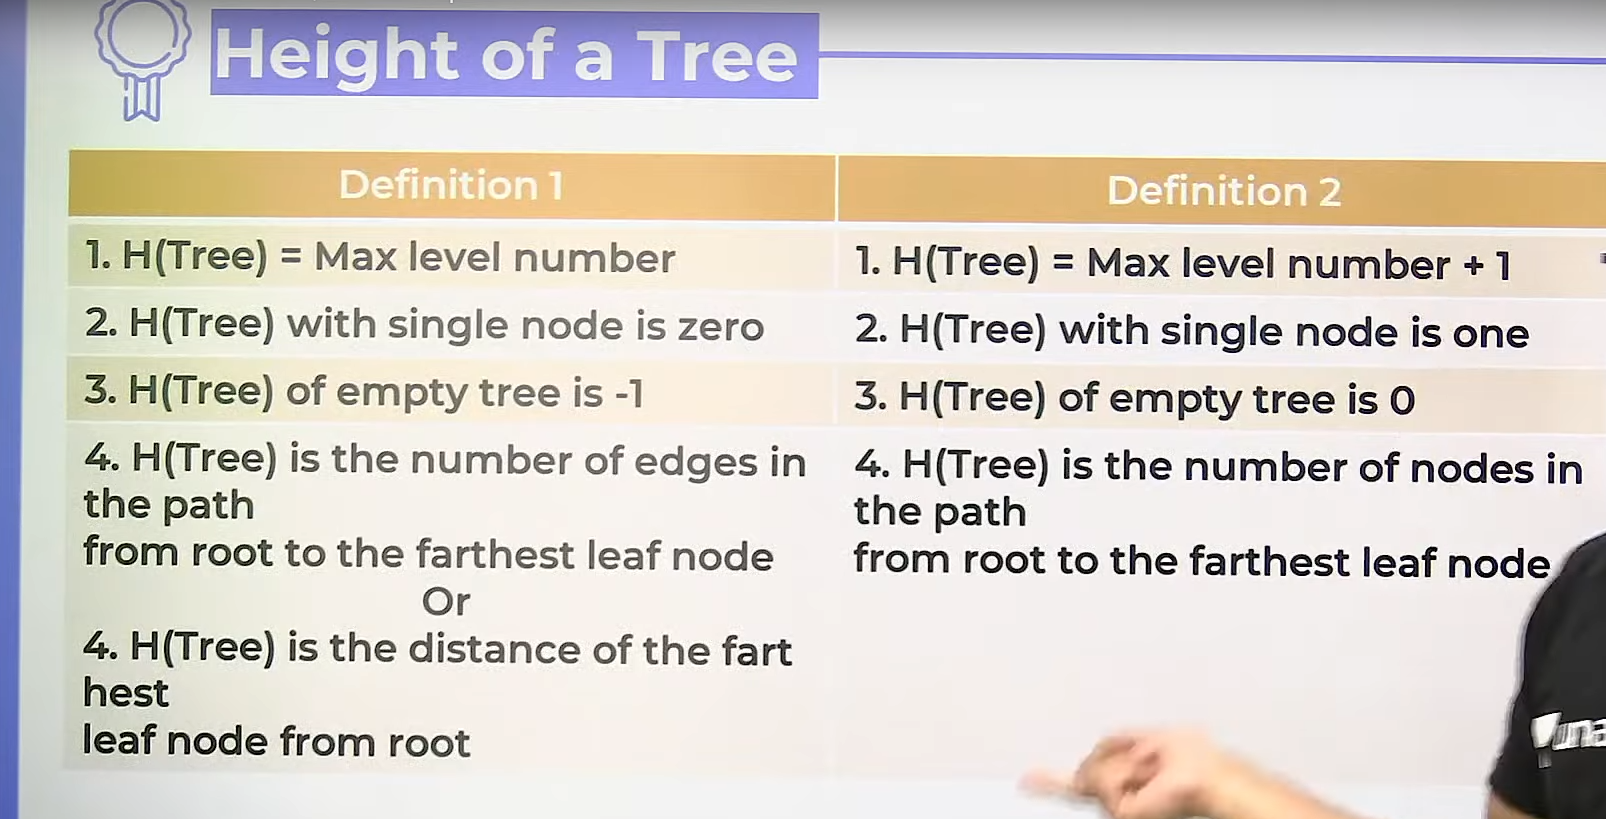 Height of a Tree
Definition 1
1. H(Tree) = Max level number
2. H(Tree) with single node is zero
3. H(Tree) of empty tree is -1
4. H(Tree) is the number of edges in
the path
from root to the farthest leaf node
Or
4. H(Tree) is the distance of the fart
hest
leaf node from root
Definition 2
1. H(Tree) = Max level number + 1
2. H(Tree) with single node is one
3. H(Tree) of empty tree is 0
4. H(Tree) is the number of nodes in
the path
from root to the farthest leaf node